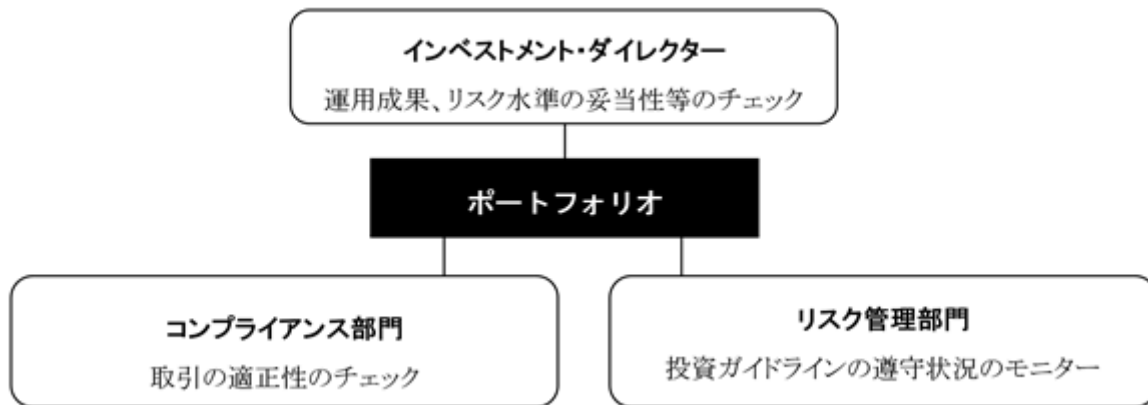 インベストメント・ダイレクター
運用成果、リスク水準の妥当性等のチェック
ポートフォリオ
コンプライアンス部門
取引の適正性のチェック
リスク管理部門
投資ガイドラインの遵守状況のモニター